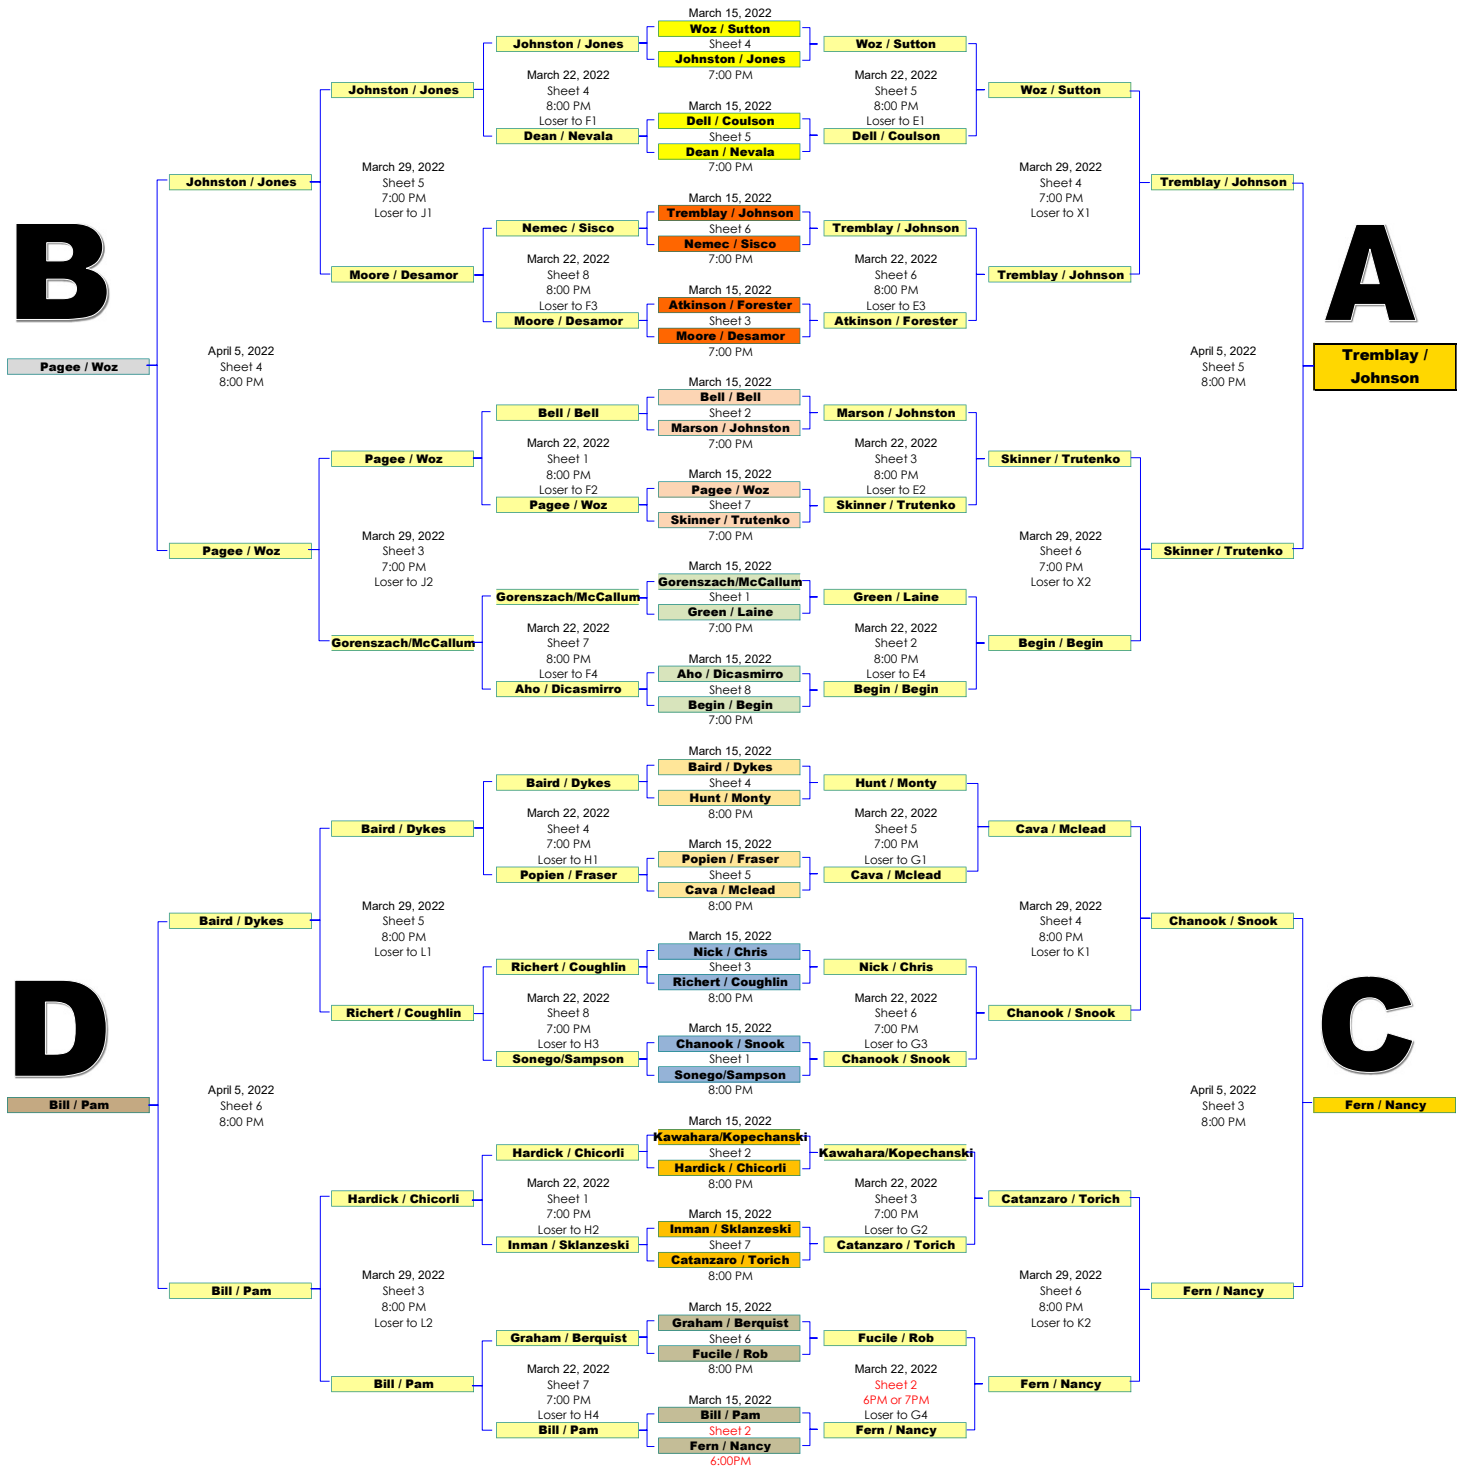 March 15, 2022
Woz / Sutton
Johnston / Jones
Sheet 4
Woz / Sutton
Johnston / Jones
March 22, 2022
7:00 PM
March 22, 2022
Johnston / Jones
Sheet 4
Sheet 5
Woz / Sutton
8:00 PM
March 15, 2022
8:00 PM
Loser to F1
Dell / Coulson
Loser to E1
Dean / Nevala
Sheet 5
Dell / Coulson
Dean / Nevala
March 29, 2022
7:00 PM
March 29, 2022
Johnston / Jones
Sheet 5
Sheet 4
Tremblay / Johnson
7:00 PM
March 15, 2022
7:00 PM
Loser to J1
Tremblay / Johnson
Loser to X1
Nemec / Sisco
Sheet 6
Tremblay / Johnson
Nemec / Sisco
B
A
March 22, 2022
7:00 PM
March 22, 2022
Moore / Desamor
Sheet 8
Sheet 6
Tremblay / Johnson
8:00 PM
March 15, 2022
8:00 PM
Loser to F3
Atkinson / Forester
Loser to E3
Moore / Desamor
Sheet 3
Atkinson / Forester
Moore / Desamor
April 5, 2022
7:00 PM
April 5, 2022
Pagee / Woz
Sheet 4
Sheet 5
Tremblay /
Johnson
8:00 PM
March 15, 2022
8:00 PM
Bell / Bell
Bell / Bell
Sheet 2
Marson / Johnston
Marson / Johnston
March 22, 2022
7:00 PM
March 22, 2022
Pagee / Woz
Sheet 1
Sheet 3
Skinner / Trutenko
8:00 PM
March 15, 2022
8:00 PM
Loser to F2
Pagee / Woz
Loser to E2
Pagee / Woz
Sheet 7
Skinner / Trutenko
Skinner / Trutenko
March 29, 2022
7:00 PM
March 29, 2022
Pagee / Woz
Sheet 3
Sheet 6
Skinner / Trutenko
7:00 PM
March 15, 2022
7:00 PM
Loser to J2
Gorenszach/McCallum
Loser to X2
Gorenszach/McCallum
Sheet 1
Green / Laine
Green / Laine
March 22, 2022
7:00 PM
March 22, 2022
Gorenszach/McCallum
Sheet 7
Sheet 2
Begin / Begin
8:00 PM
March 15, 2022
8:00 PM
Loser to F4
Aho / Dicasmirro
Loser to E4
Aho / Dicasmirro
Sheet 8
Begin / Begin
Begin / Begin
7:00 PM
March 15, 2022
Baird / Dykes
Baird / Dykes
Sheet 4
Hunt / Monty
Hunt / Monty
March 22, 2022
8:00 PM
March 22, 2022
Baird / Dykes
Sheet 4
Sheet 5
Cava / Mclead
7:00 PM
March 15, 2022
7:00 PM
Loser to H1
Popien / Fraser
Loser to G1
Popien / Fraser
Sheet 5
Cava / Mclead
Cava / Mclead
March 29, 2022
8:00 PM
March 29, 2022
Baird / Dykes
Sheet 5
Sheet 4
Chanook / Snook
8:00 PM
March 15, 2022
8:00 PM
Loser to L1
Nick / Chris
Loser to K1
Richert / Coughlin
Sheet 3
Nick / Chris
Richert / Coughlin
D
C
March 22, 2022
8:00 PM
March 22, 2022
Richert / Coughlin
Sheet 8
Sheet 6
Chanook / Snook
7:00 PM
March 15, 2022
7:00 PM
Loser to H3
Chanook / Snook
Loser to G3
Sonego/Sampson
Sheet 1
Chanook / Snook
Sonego/Sampson
April 5, 2022
8:00 PM
April 5, 2022
Bill / Pam
Sheet 6
Sheet 3
Fern / Nancy
8:00 PM
March 15, 2022
8:00 PM
Kawahara/Kopechanski
Hardick / Chicorli
Sheet 2
Kawahara/Kopechanski
Hardick / Chicorli
March 22, 2022
8:00 PM
March 22, 2022
Hardick / Chicorli
Sheet 1
Sheet 3
Catanzaro / Torich
7:00 PM
March 15, 2022
7:00 PM
Loser to H2
Inman / Sklanzeski
Loser to G2
Inman / Sklanzeski
Sheet 7
Catanzaro / Torich
Catanzaro / Torich
March 29, 2022
8:00 PM
March 29, 2022
Bill / Pam
Sheet 3
Sheet 6
Fern / Nancy
8:00 PM
March 15, 2022
8:00 PM
Loser to L2
Graham / Berquist
Loser to K2
Graham / Berquist
Sheet 6
Fucile / Rob
Fucile / Rob
March 22, 2022
8:00 PM
March 22, 2022
Bill / Pam
Sheet 7
Sheet 2
Fern / Nancy
7:00 PM
March 15, 2022
6PM or 7PM
Loser to H4
Bill / Pam
Loser to G4
Bill / Pam
Sheet 2
Fern / Nancy
Fern / Nancy
6:00PM